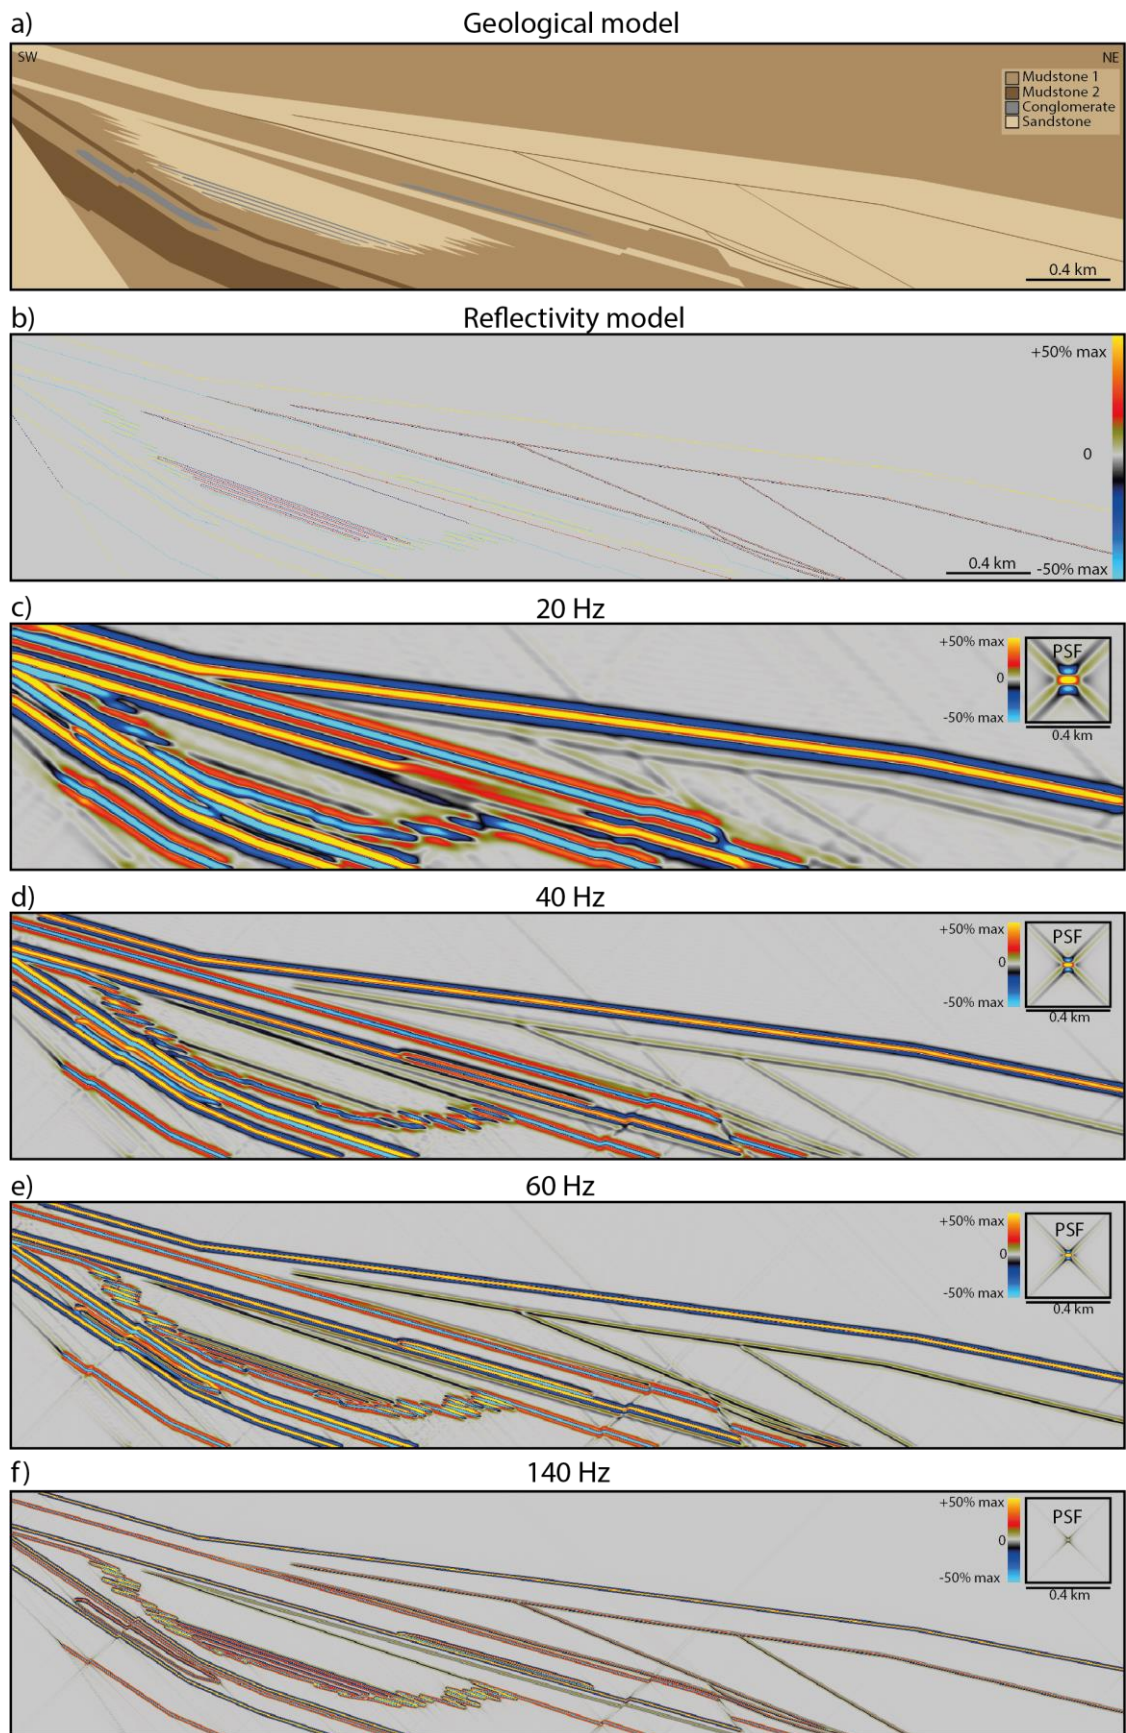 a)
Geological model
SW
NE
Mudstone 1
Mudstone 2
Conglomerate
Sandstone
0.4 km
b)
Reflectivity model
+50% max
0
0.4 km
-50% max
c)
20 Hz
+50% max
PSF
0
-50% max
0.4 km
d)
40 Hz
+50% max
PSF
0
-50% max
0.4 km
e)
60 Hz
+50% max
PSF
0
-50% max
0.4 km
f)
140 Hz
+50% max
PSF
0
-50% max
0.4 km